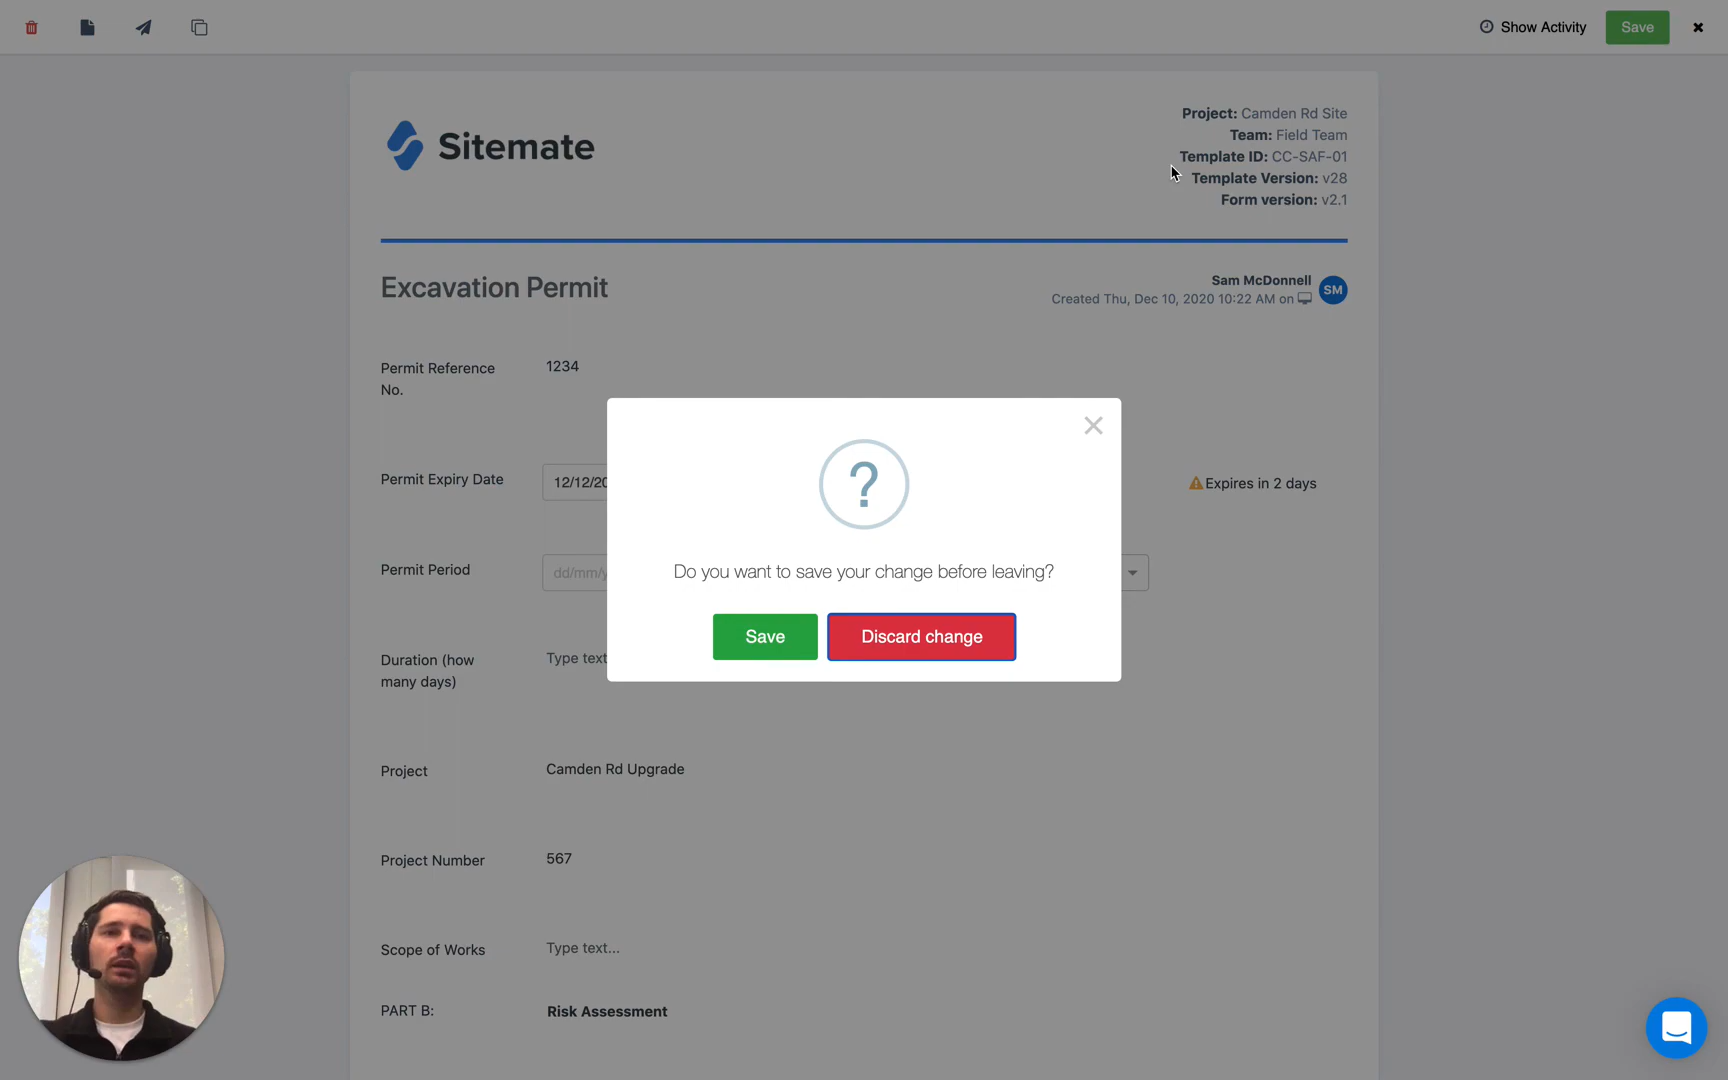 Show Activity
Save
Sitemate
Project: Camden Rd Site
Team: Field Team
Template ID: CC-SAF-01
Template Version: v28
Form version: v2.1
Excavation Permit
Sam McDonnell
SM
Created Thu, Dec 10, 2020 10:22 AM on
Permit Reference
No.
1234
Permit Expiry Date
12/12/20
Expires in 2 days
Permit Period
dd/mm/y
?
Do you want to save your change before leaving?
Save
Discard change
Duration (how
many days)
Type text
Project
Camden Rd Upgrade
Project Number
567
Scope of Works
Type text...
PART B:
Risk Assessment